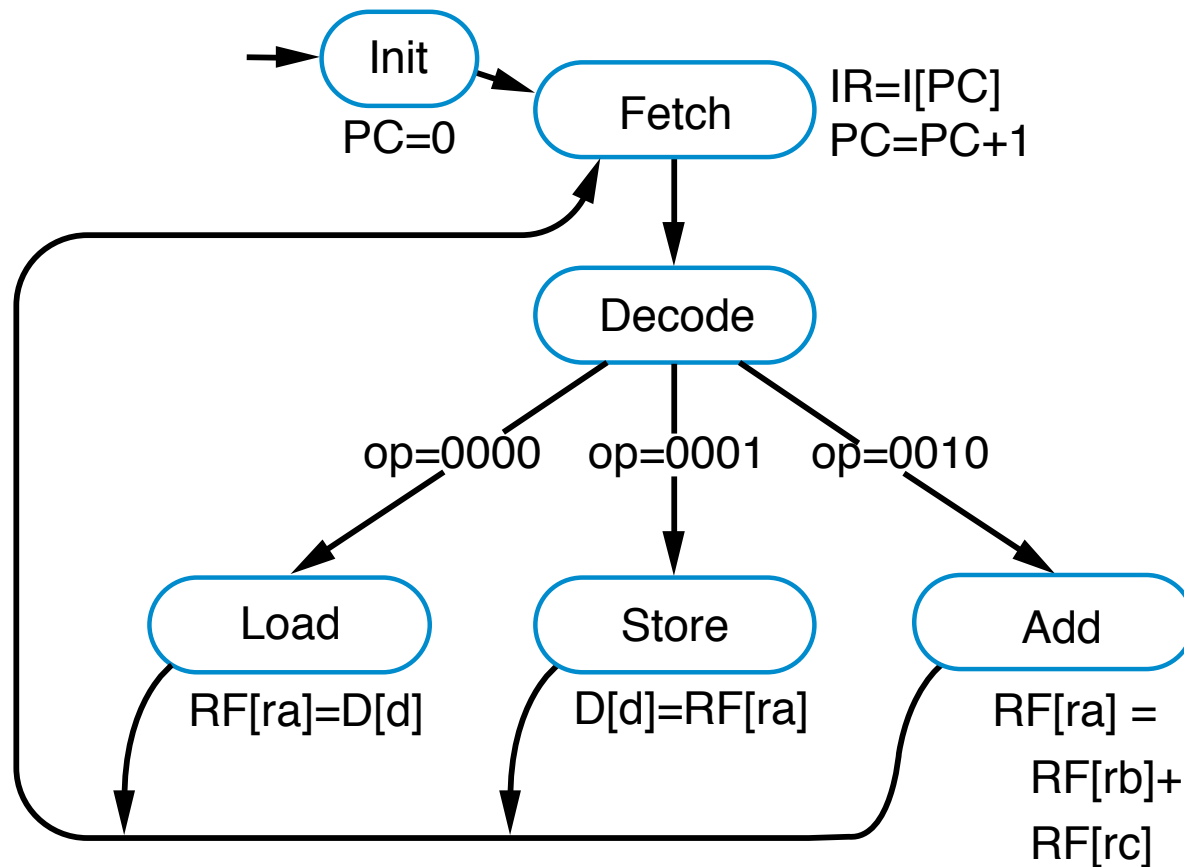 Init
PC=0
Fetch
IR=I[PC]
PC=PC+1
Decode
op=0000
op=0001
op=0010
Load
RF[ra]=D[d]
Store
D[d]=RF[ra]
Add
RF[ra] =
RF[rb]+
RF[rc]